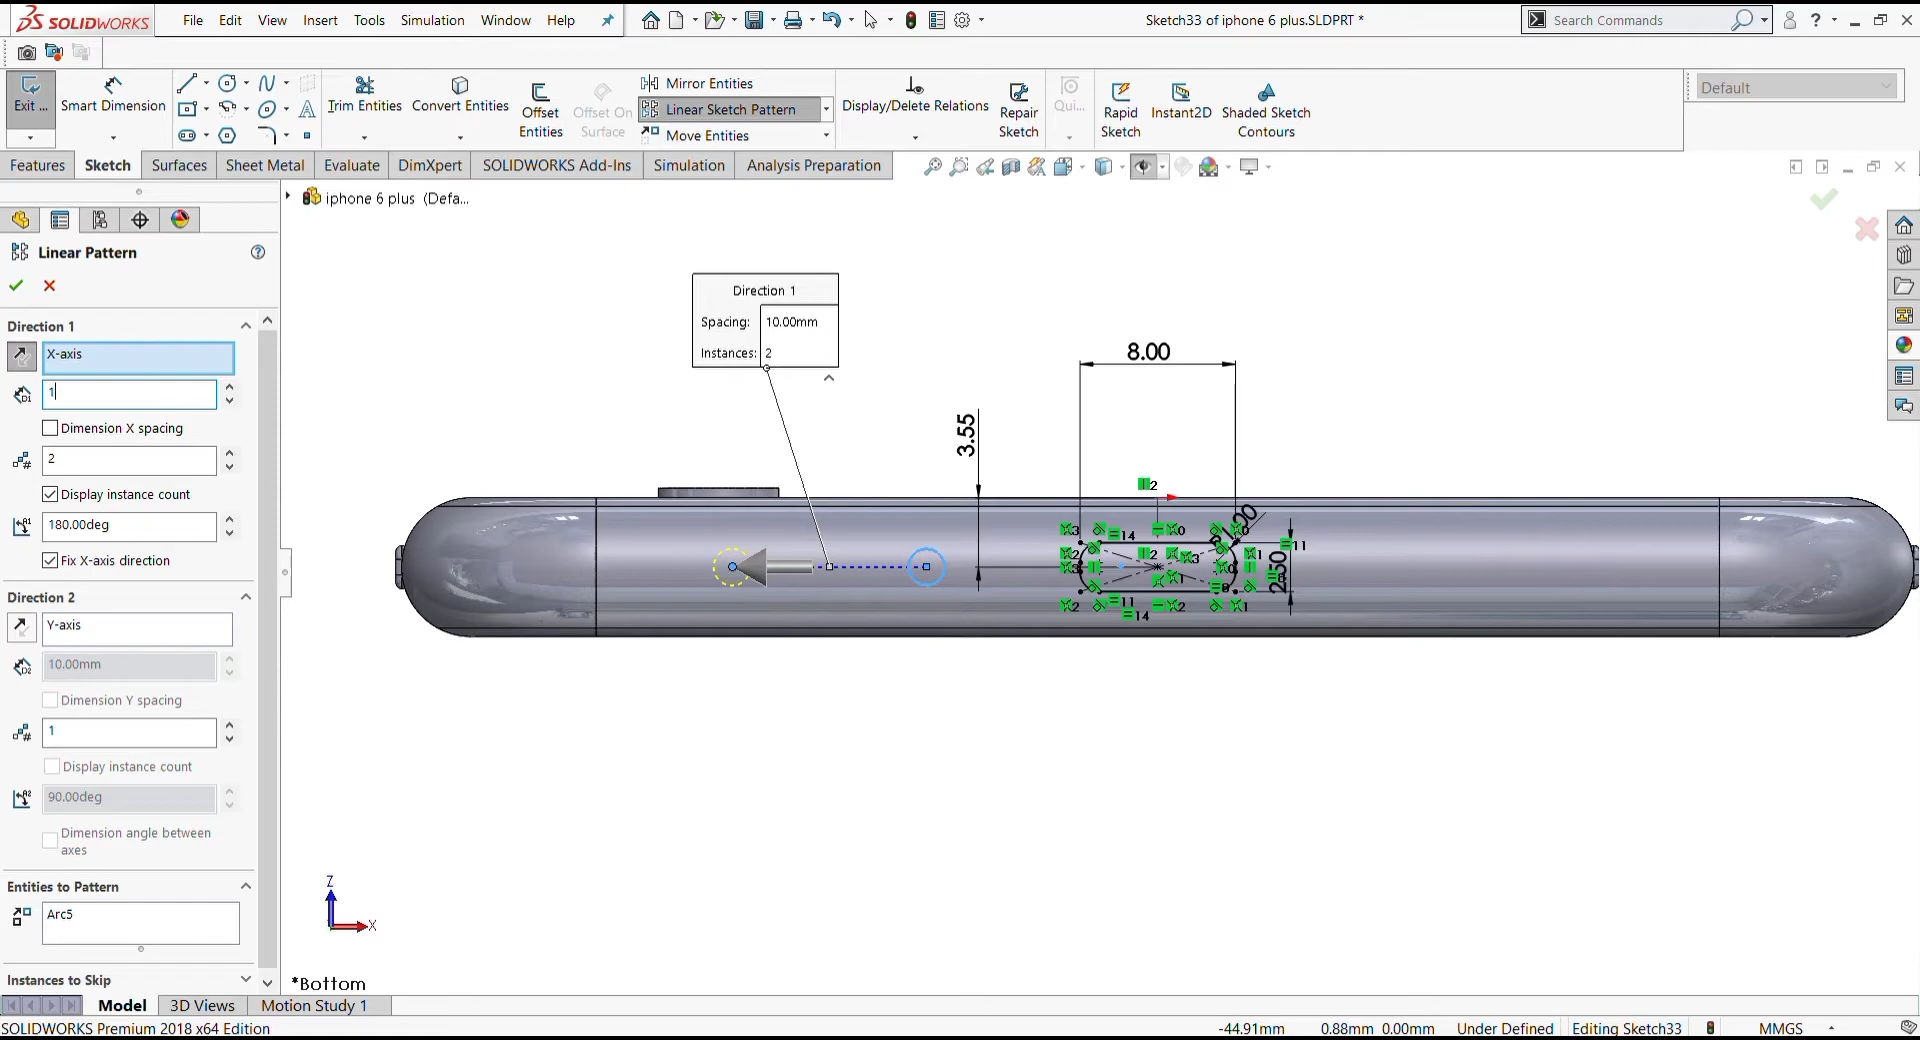 SOLIDWORKS
File Edit View Insert Tools Simulation Window Help
Sketch33 of iphone 6 plus.SLDPRT *
Search Commands
Exit ...
Smart Dimension
Trim Entities
Convert Entities
Offset Entities
Offset On Surface
Mirror Entities
Linear Sketch Pattern
Move Entities
Display/Delete Relations
Repair Sketch
Qui...
Rapid Sketch
Instant2D
Shaded Sketch Contours
Default
Features Sketch Surfaces Sheet Metal Evaluate DimXpert SOLIDWORKS Add-Ins Simulation Analysis Preparation
iphone 6 plus (Defa...
Linear Pattern
Direction 1
X-axis
1
Dimension X spacing
2
Display instance count
180.00deg
Fix X-axis direction
Direction 2
Y-axis
10.00mm
Dimension Y spacing
1
Display instance count
90.00deg
Dimension angle between
axes
Entities to Pattern
Arc5
Instances to Skip
Direction 1
Spacing: 10.00mm
Instances: 2
8.00
3.55
2.50
Z
X
*Bottom
Model 3D Views Motion Study 1
SOLIDWORKS Premium 2018 x64 Edition
-44.91mm 0.88mm 0.00mm Under Defined Editing Sketch33 MMGS